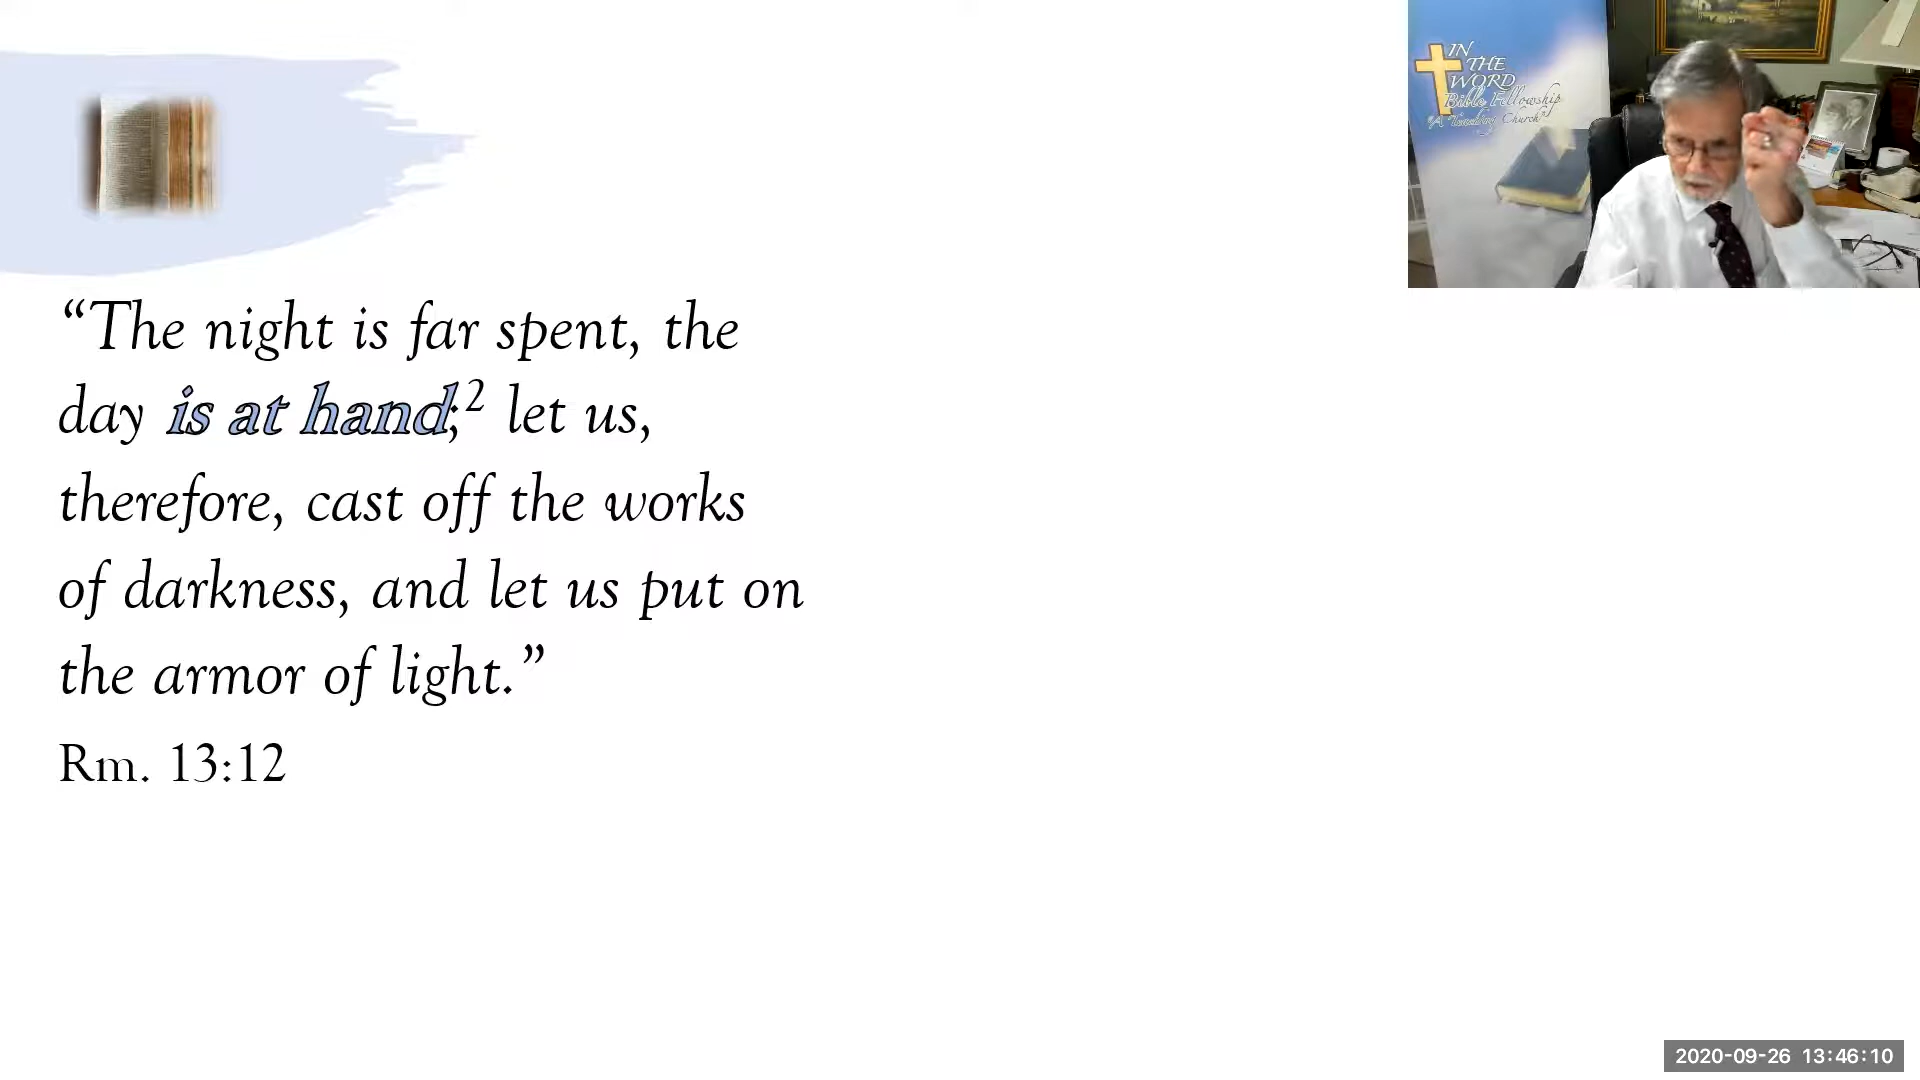 IN
THE
WORD
Bible Fellowship
"A Teaching Church"
“The night is far spent, the
day is at hand;² let us,
therefore, cast off the works
of darkness, and let us put on
the armor of light.”
Rm. 13:12
2020-09-26 13:46:10